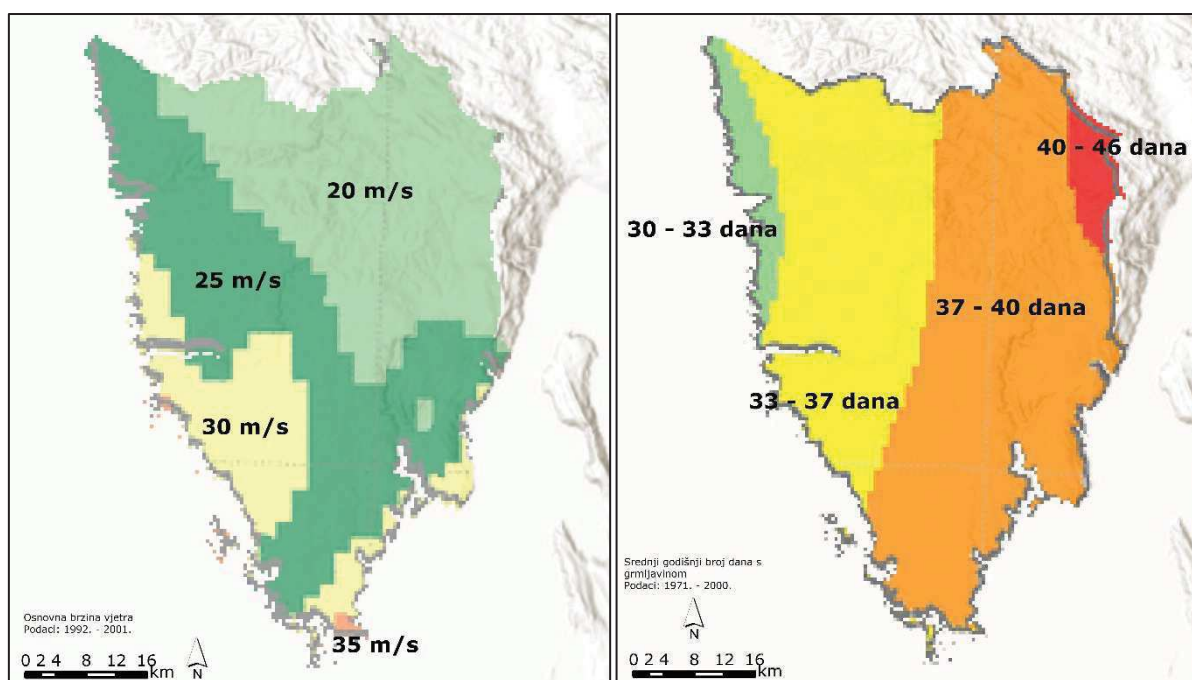 20 m/s
25 m/s
30 m/s
35 m/s
Osnovna brzina vjetra
Podaci: 1992. - 2001.
N
0 2 4 8 12 16
km
40 - 46 dana
30 - 33 dana
37 - 40 dana
33 - 37 dana
Srednji godišnji broj dana s
grmljavinom
Podaci: 1971. - 2000.
N
0 2 4 8 12 16
km